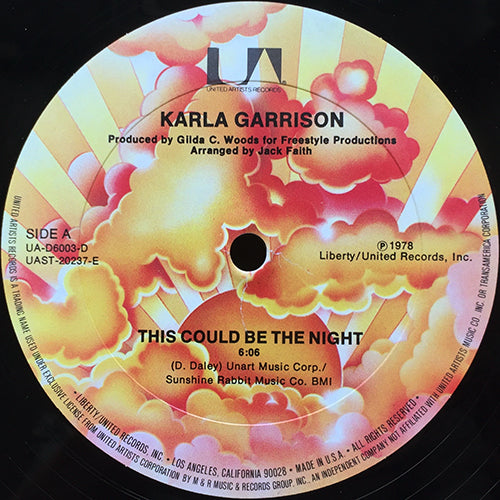 UA
UNITED ARTISTS RECORDS
KARLA GARRISON
Produced by Gilda C. Woods for Freestyle Productions
Arranged by Jack Faith
SIDE A
UA-D6003-D
UAST-20237-E
℗ 1978
Liberty/United Records, Inc.
THIS COULD BE THE NIGHT
6:06
(D. Daley) Unart Music Corp./
Sunshine Rabbit Music Co. BMI
• LIBERTY/UNITED RECORDS, INC. • LOS ANGELES, CALIFORNIA 90028 • MADE IN U.S.A. • ALL RIGHTS RESERVED •
UNITED ARTISTS RECORDS IS A TRADING NAME USED UNDER EXCLUSIVE LICENSE FROM UNITED ARTISTS CORPORATION BY M & R MUSIC & RECORDS GROUP, INC., AN INDEPENDENT COMPANY NOT AFFILIATED WITH UNITED ARTISTS MUSIC CO. INC. OR TRANSAMERICA CORPORATION